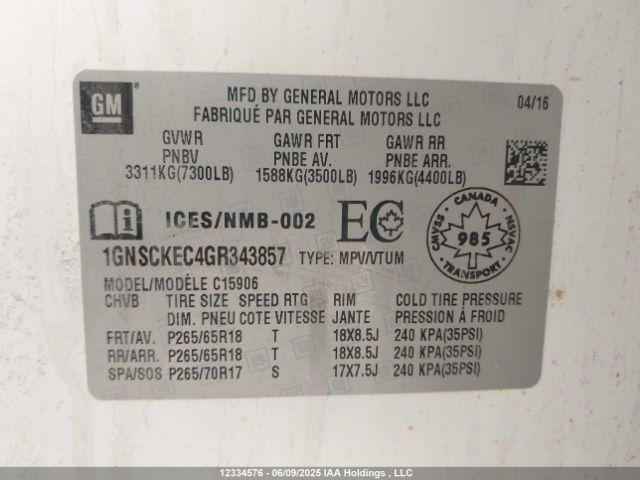 GM
MFD BY GENERAL MOTORS LLC 04/16
FABRIQUÉ PAR GENERAL MOTORS LLC
GVWR GAWR FRT GAWR RR
PNBV PNBE AV. PNBE ARR.
3311KG(7300LB) 1588KG(3500LB) 1996KG(4400LB)
i ICES/NMB-002 EC
CANADA
CMVSS 985 NSVAC
TRANSPORT
1GNSCKEC4GR343857 TYPE: MPV/VTUM
MODEL/MODÈLE C15906
CHVB TIRE SIZE SPEED RTG RIM COLD TIRE PRESSURE
DIM. PNEU COTE VITESSE JANTE PRESSION À FROID
FRT/AV. P265/65R18 T 18X8.5J 240 KPA(35PSI)
RR/ARR. P265/65R18 T 18X8.5J 240 KPA(35PSI)
SPA/SOS P265/70R17 S 17X7.5J 240 KPA(35PSI)
12334576 - 06/09/2025 IAA Holdings , LLC